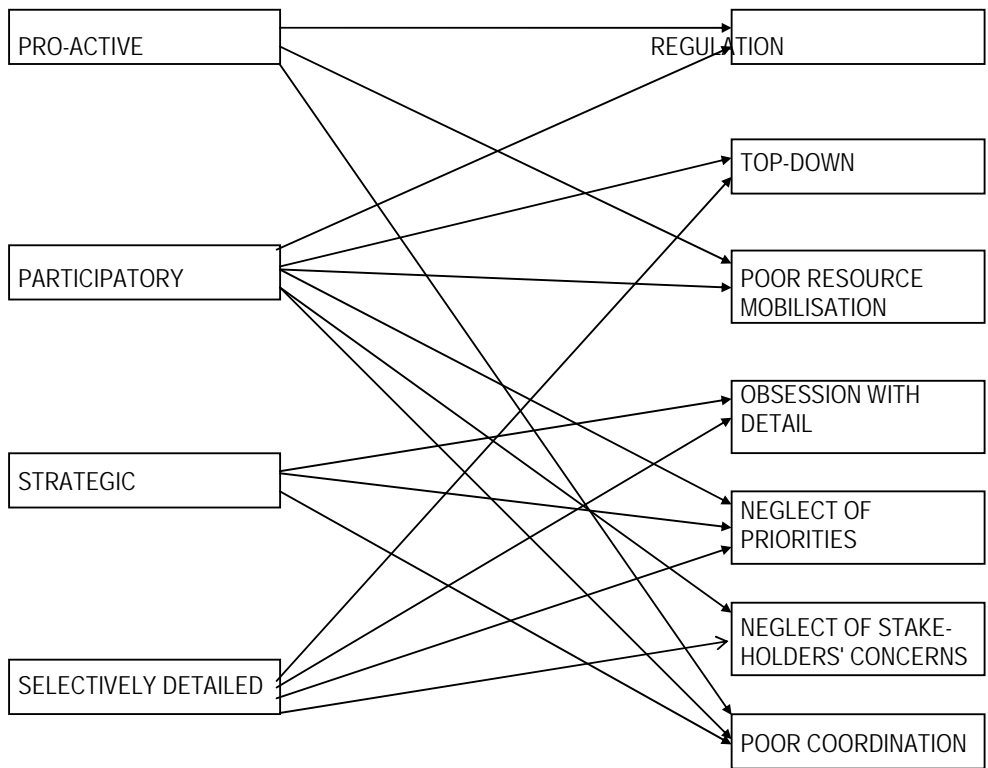 PRO-ACTIVE
REGULATION
TOP-DOWN
PARTICIPATORY
POOR RESOURCE
MOBILISATION
OBSESSION WITH
DETAIL
STRATEGIC
NEGLECT OF
PRIORITIES
NEGLECT OF STAKE-
HOLDERS' CONCERNS
SELECTIVELY DETAILED
POOR COORDINATION